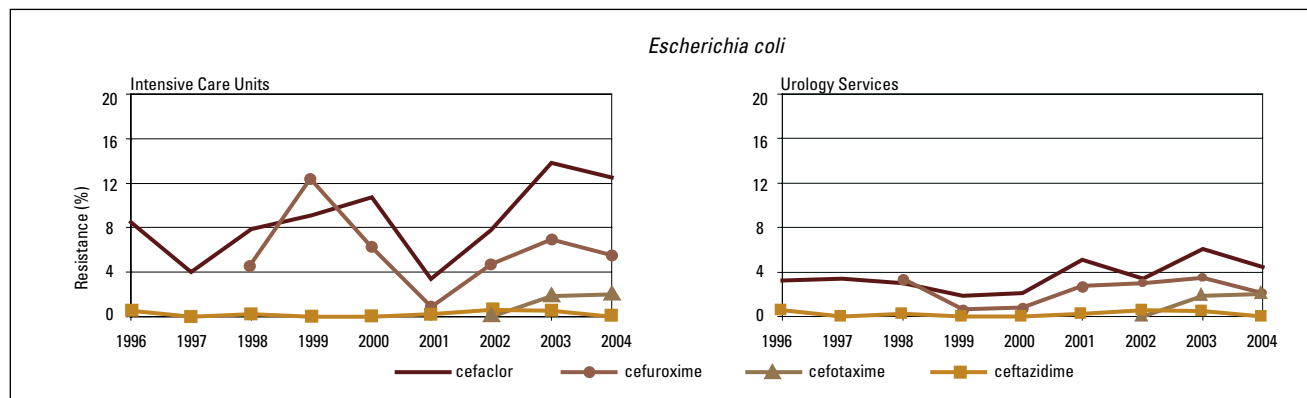 Escherichia coli
Intensive Care Units
Urology Services
Resistance (%)
20
16
12
8
4
0
1996 1997 1998 1999 2000 2001 2002 2003 2004
20
16
12
8
4
0
1996 1997 1998 1999 2000 2001 2002 2003 2004
cefaclor cefuroxime cefotaxime ceftazidime